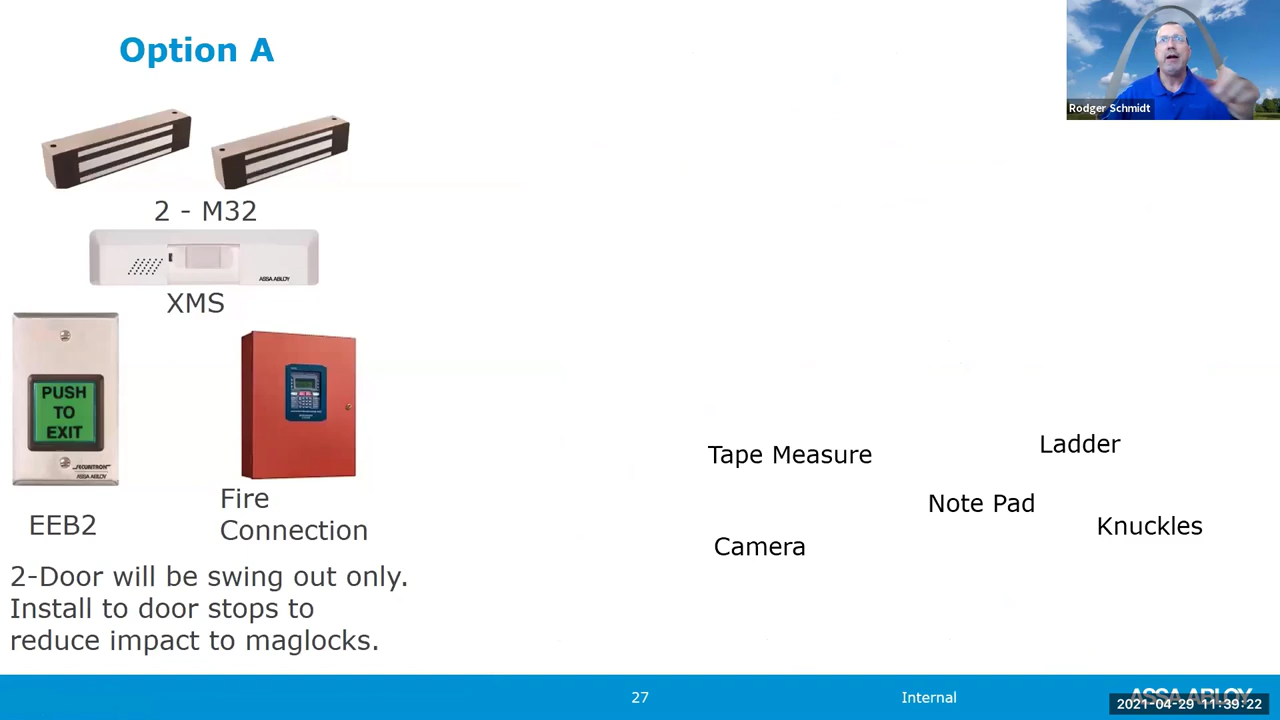 Option A
Rodger Schmidt
2 - M32
ASSA ABLOY
XMS
PUSH
TO
EXIT
SECURITRON
ASSA ABLOY
EEB2
Fire
Connection
2-Door will be swing out only.
Install to door stops to
reduce impact to maglocks.
Tape Measure
Ladder
Note Pad
Knuckles
Camera
27
Internal
ASSA ABLOY
2021-04-29 11:39:22